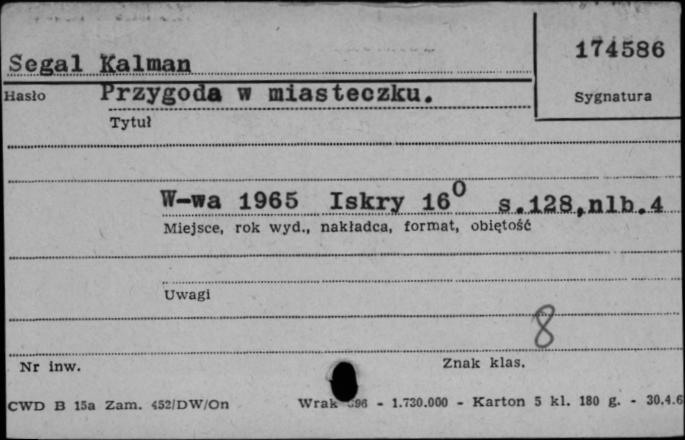 174586
Segal Kalman
Hasło Przygoda w miasteczku. Sygnatura
Tytuł
W-wa 1965 Iskry 16⁰ s.128,nlb.4
Miejsce, rok wyd., nakładca, format, objętość
Uwagi
8
Nr inw. Znak klas.
CWD B 15a Zam. 452/DW/On Wrak 96 - 1.730.000 - Karton 5 kl. 180 g. - 30.4.6